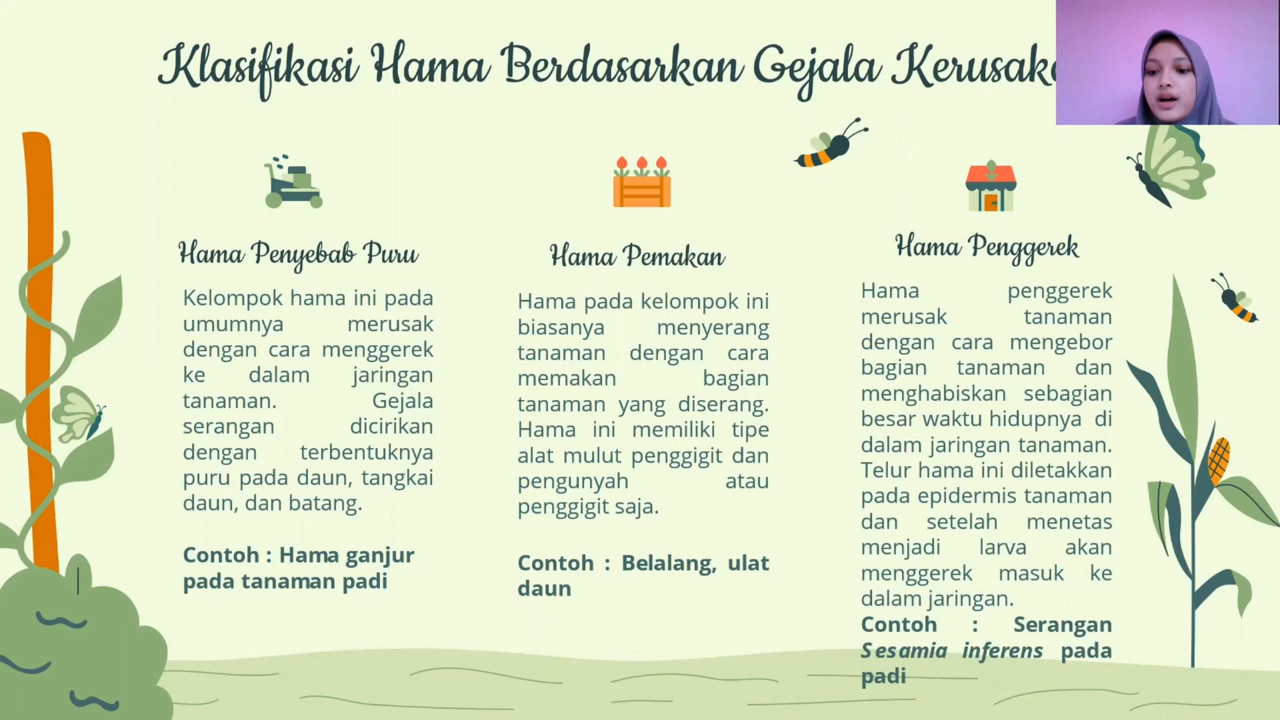 Klasifikasi Hama Berdasarkan Gejala
Hama Penyebab Puru
Kelompok hama ini pada
umumnya merusak
dengan cara menggerek
ke dalam jaringan
tanaman. Gejala
serangan dicirikan
dengan terbentuknya
puru pada daun, tangkai
daun, dan batang.
Contoh : Hama ganjur
pada tanaman padi
Hama Pemakan
Hama pada kelompok ini
biasanya menyerang
tanaman dengan cara
memakan bagian
tanaman yang diserang.
Hama ini memiliki tipe
alat mulut penggigit dan
pengunyah atau
penggigit saja.
Contoh : Belalang, ulat
daun
Hama Penggerek
Hama penggerek
merusak tanaman
dengan cara mengebor
bagian tanaman dan
menghabiskan sebagian
besar waktu hidupnya di
dalam jaringan tanaman.
Telur hama ini diletakkan
pada epidermis tanaman
dan setelah menetas
menjadi larva akan
menggerek masuk ke
dalam jaringan.
Contoh : Serangan
Sesamia inferens pada
padi